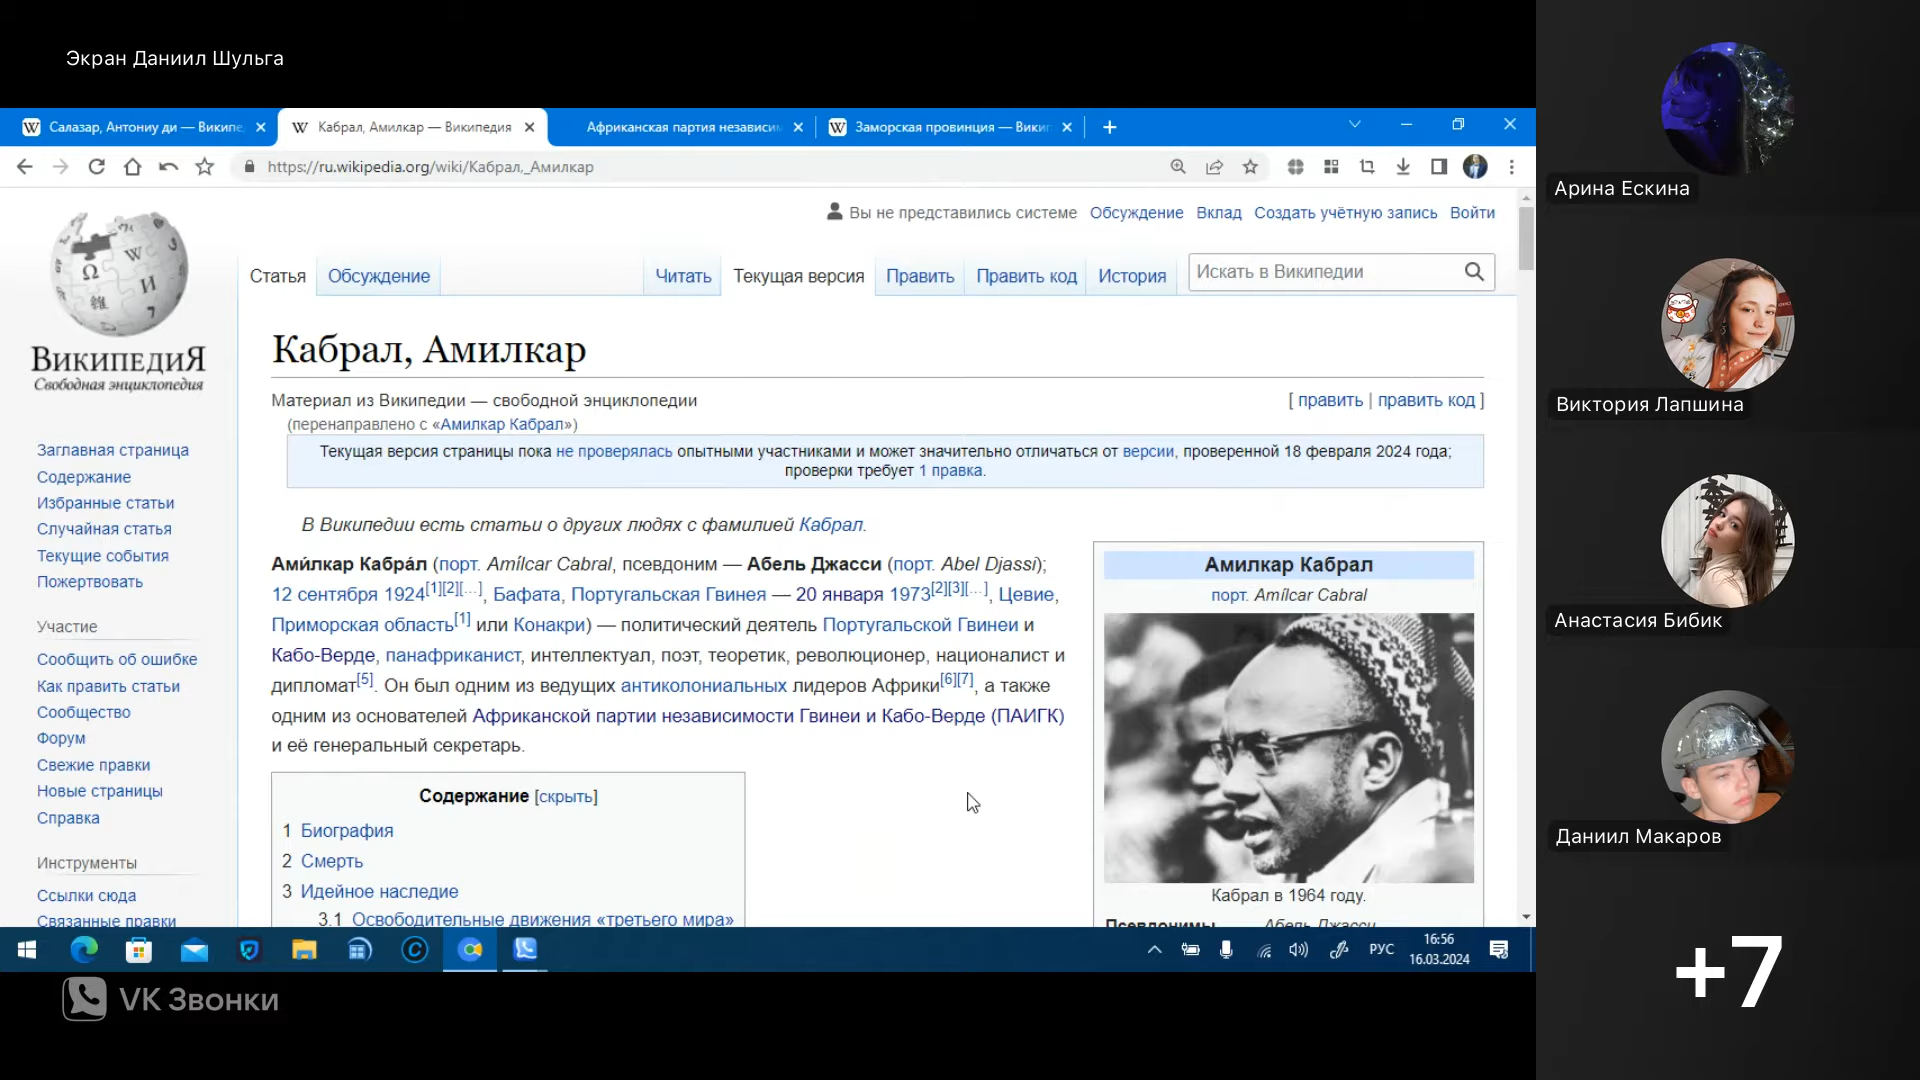 Экран Даниил Шульга
Салазар, Антониу ди — Википе
Кабрал, Амилкар — Википедия
Африканская партия независим
Заморская провинция — Викип
https://ru.wikipedia.org/wiki/Кабрал,_Амилкар
Вы не представились системе Обсуждение Вклад Создать учётную запись Войти
Статья Обсуждение Читать Текущая версия Править Править код История Искать в Википедии
ВикипедиЯ
Свободная энциклопедия
Заглавная страница
Содержание
Избранные статьи
Случайная статья
Текущие события
Пожертвовать
Участие
Сообщить об ошибке
Как править статьи
Сообщество
Форум
Свежие правки
Новые страницы
Справка
Инструменты
Ссылки сюда
Связанные правки
Кабрал, Амилкар
Материал из Википедии — свободной энциклопедии
[ править | править код ]
(перенаправлено с «Амилкар Кабрал»)
Текущая версия страницы пока не проверялась опытными участниками и может значительно отличаться от версии, проверенной 18 февраля 2024 года;
проверки требует 1 правка.
В Википедии есть статьи о других людях с фамилией Кабрал.
Ами́лкар Кабра́л (порт. Amílcar Cabral, псевдоним — Абель Джасси (порт. Abel Djassi);
12 сентября 1924[1][2][…], Бафата, Португальская Гвинея — 20 января 1973[2][3][…], Цевие,
Приморская область[1] или Конакри) — политический деятель Португальской Гвинеи и
Кабо-Верде, панафриканист, интеллектуал, поэт, теоретик, революционер, националист и
дипломат[5]. Он был одним из ведущих антиколониальных лидеров Африки[6][7], а также
одним из основателей Африканской партии независимости Гвинеи и Кабо-Верде (ПАИГК)
и её генеральный секретарь.
Содержание [скрыть]
1 Биография
2 Смерть
3 Идейное наследие
3.1 Освободительные движения «третьего мира»
Амилкар Кабрал
порт. Amílcar Cabral
Кабрал в 1964 году.
Псевдонимы Абель Джасси
РУС
16:56
16.03.2024
VK Звонки
Арина Ескина
Виктория Лапшина
Анастасия Бибик
Даниил Макаров
+7